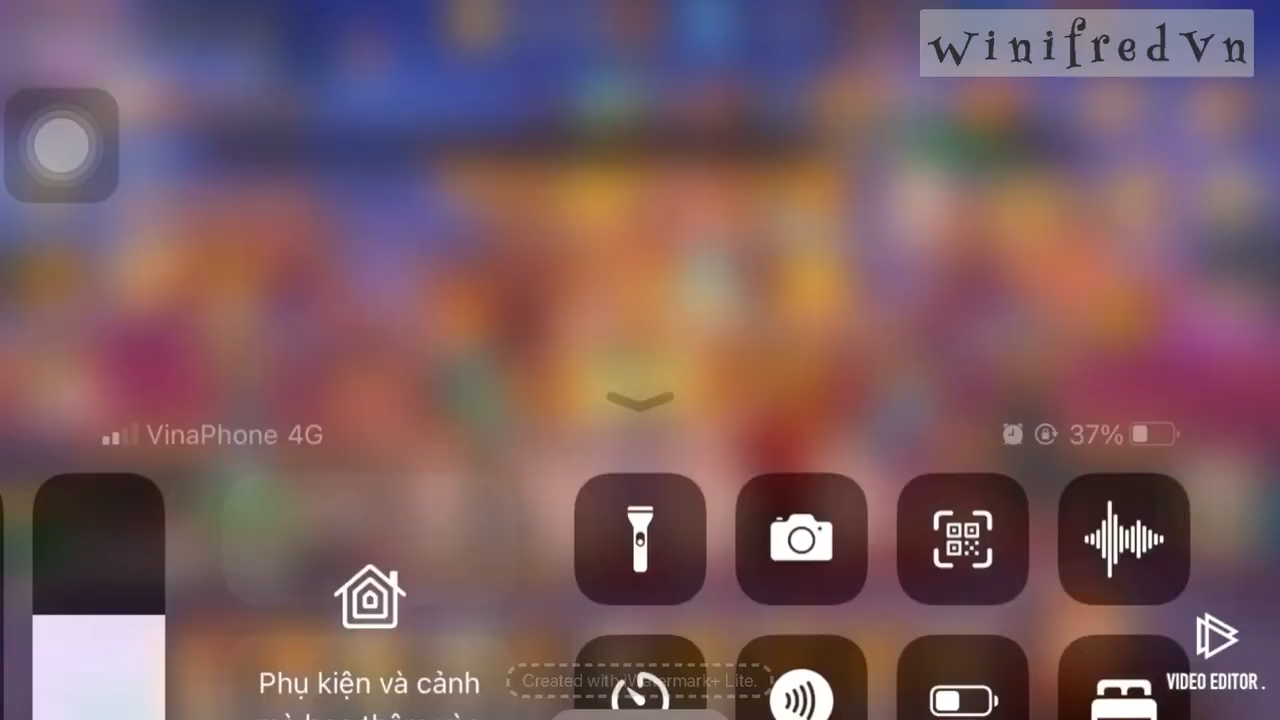 WinifredVn
VinaPhone 4G
37%
Phụ kiện và cảnh
Created with Watermark+ Lite.
VIDEO EDITOR.